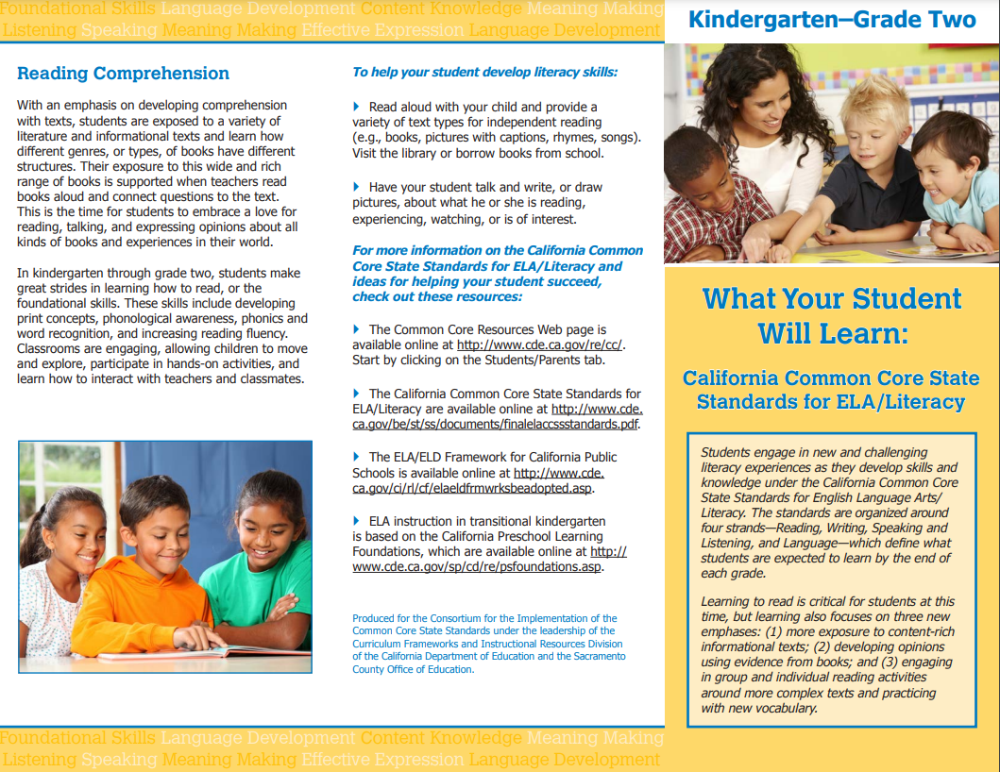 Foundational Skills Language Development Content Knowledge Meaning Making
Listening Speaking Meaning Making Effective Expression Language Development
Reading Comprehension
With an emphasis on developing comprehension
with texts, students are exposed to a variety of
literature and informational texts and learn how
different genres, or types, of books have different
structures. Their exposure to this wide and rich
range of books is supported when teachers read
books aloud and connect questions to the text.
This is the time for students to embrace a love for
reading, talking, and expressing opinions about all
kinds of books and experiences in their world.
In kindergarten through grade two, students make
great strides in learning how to read, or the
foundational skills. These skills include developing
print concepts, phonological awareness, phonics and
word recognition, and increasing reading fluency.
Classrooms are engaging, allowing children to move
and explore, participate in hands-on activities, and
learn how to interact with teachers and classmates.
To help your student develop literacy skills:
Read aloud with your child and provide a
variety of text types for independent reading
(e.g., books, pictures with captions, rhymes, songs).
Visit the library or borrow books from school.
Have your student talk and write, or draw
pictures, about what he or she is reading,
experiencing, watching, or is of interest.
For more information on the California Common
Core State Standards for ELA/Literacy and
ideas for helping your student succeed,
check out these resources:
The Common Core Resources Web page is
available online at http://www.cde.ca.gov/re/cc/.
Start by clicking on the Students/Parents tab.
The California Common Core State Standards for
ELA/Literacy are available online at http://www.cde.
ca.gov/be/st/ss/documents/finalelaccssstandards.pdf.
The ELA/ELD Framework for California Public
Schools is available online at http://www.cde.
ca.gov/ci/rl/cf/elaeldfrmwrksbeadopted.asp.
ELA instruction in transitional kindergarten
is based on the California Preschool Learning
Foundations, which are available online at http://
www.cde.ca.gov/sp/cd/re/psfoundations.asp.
Produced for the Consortium for the Implementation of the
Common Core State Standards under the leadership of the
Curriculum Frameworks and Instructional Resources Division
of the California Department of Education and the Sacramento
County Office of Education.
Foundational Skills Language Development Content Knowledge Meaning Making
Listening Speaking Meaning Making Effective Expression Language Development
Kindergarten–Grade Two
What Your Student
Will Learn:
California Common Core State
Standards for ELA/Literacy
Students engage in new and challenging
literacy experiences as they develop skills and
knowledge under the California Common Core
State Standards for English Language Arts/
Literacy. The standards are organized around
four strands—Reading, Writing, Speaking and
Listening, and Language—which define what
students are expected to learn by the end of
each grade.
Learning to read is critical for students at this
time, but learning also focuses on three new
emphases: (1) more exposure to content-rich
informational texts; (2) developing opinions
using evidence from books; and (3) engaging
in group and individual reading activities
around more complex texts and practicing
with new vocabulary.